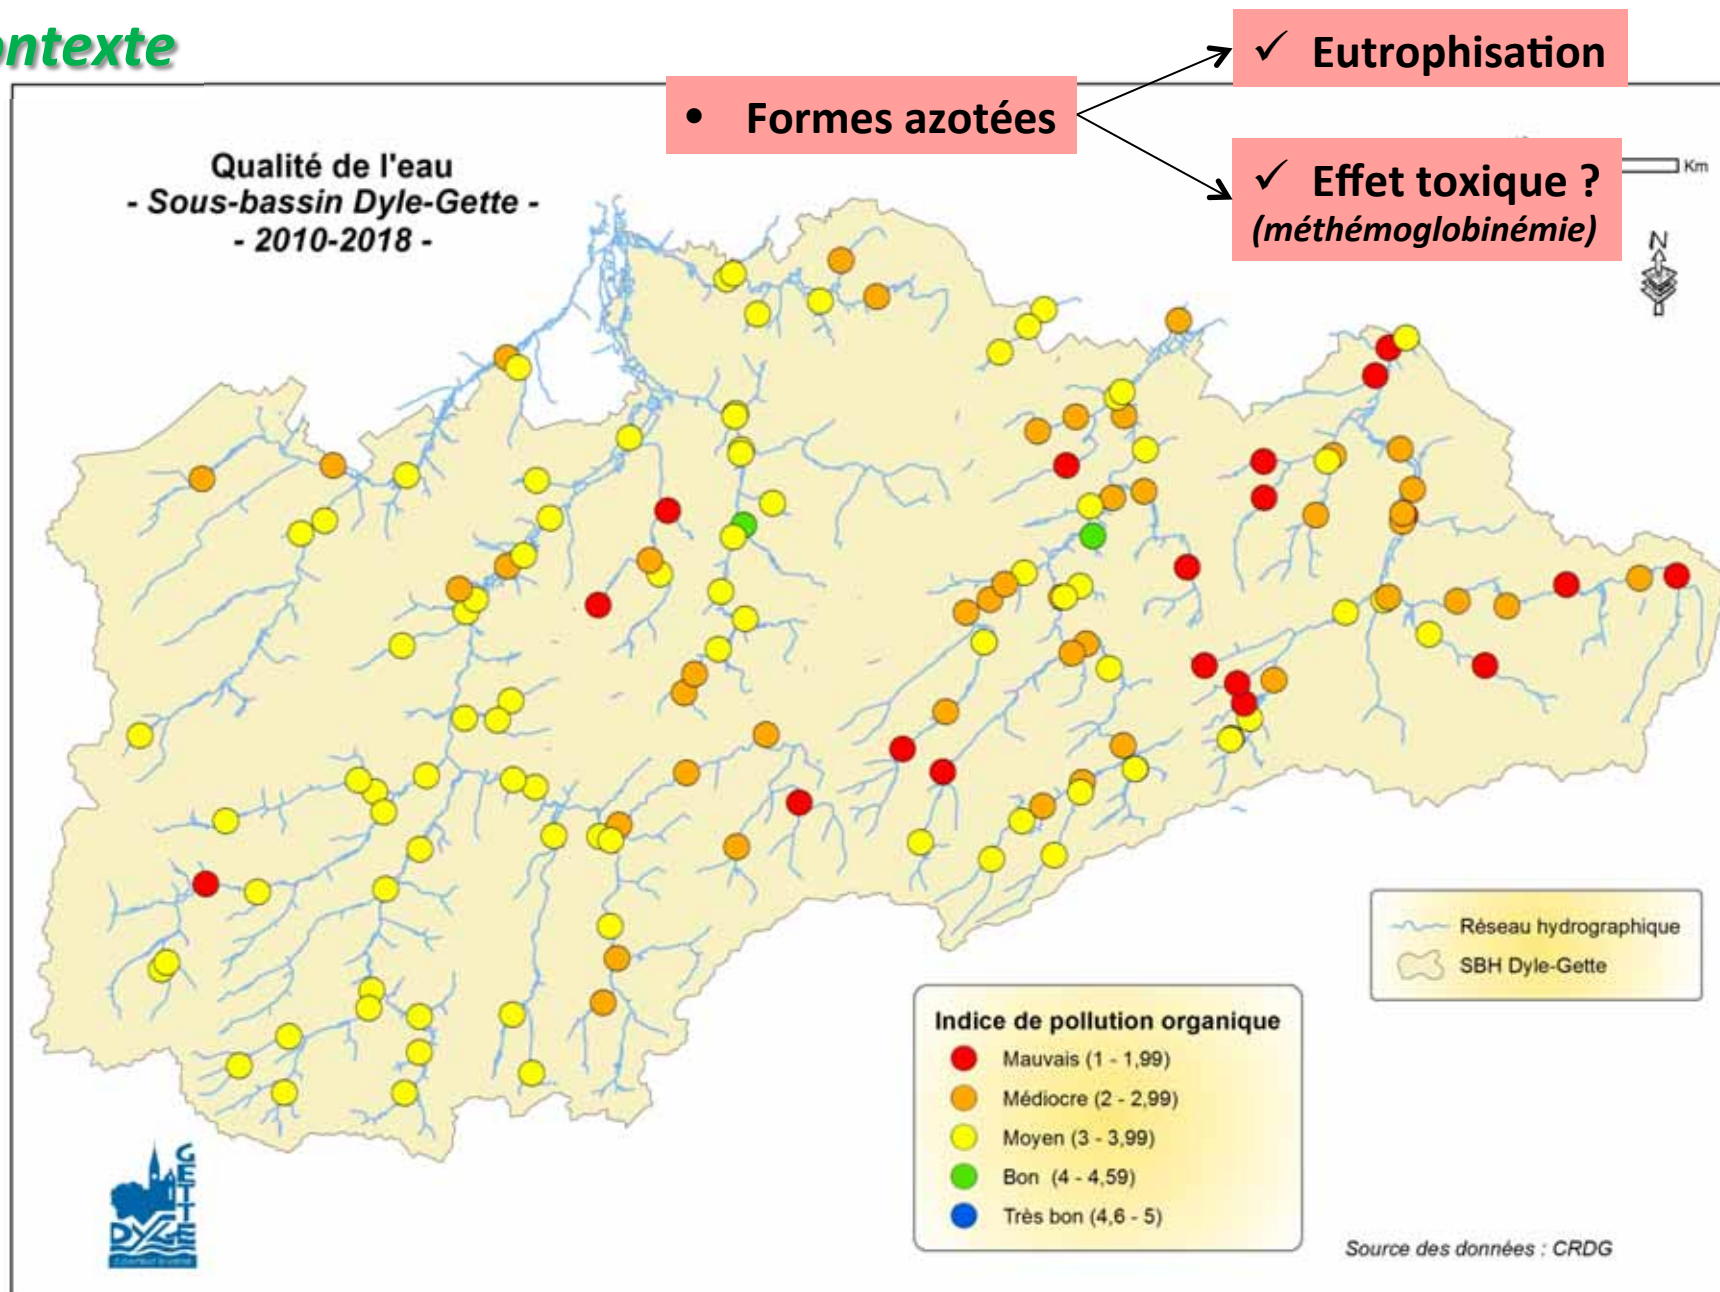 ontexte
• Formes azotées
✓ Eutrophisation
✓ Effet toxique ?
(méthémoglobinémie)
Km
N
Qualité de l'eau
- Sous-bassin Dyle-Gette -
- 2010-2018 -
Réseau hydrographique
SBH Dyle-Gette
Indice de pollution organique
Mauvais (1 - 1,99)
Médiocre (2 - 2,99)
Moyen (3 - 3,99)
Bon (4 - 4,59)
Très bon (4,6 - 5)
Source des données : CRDG
DYLE
GETTE